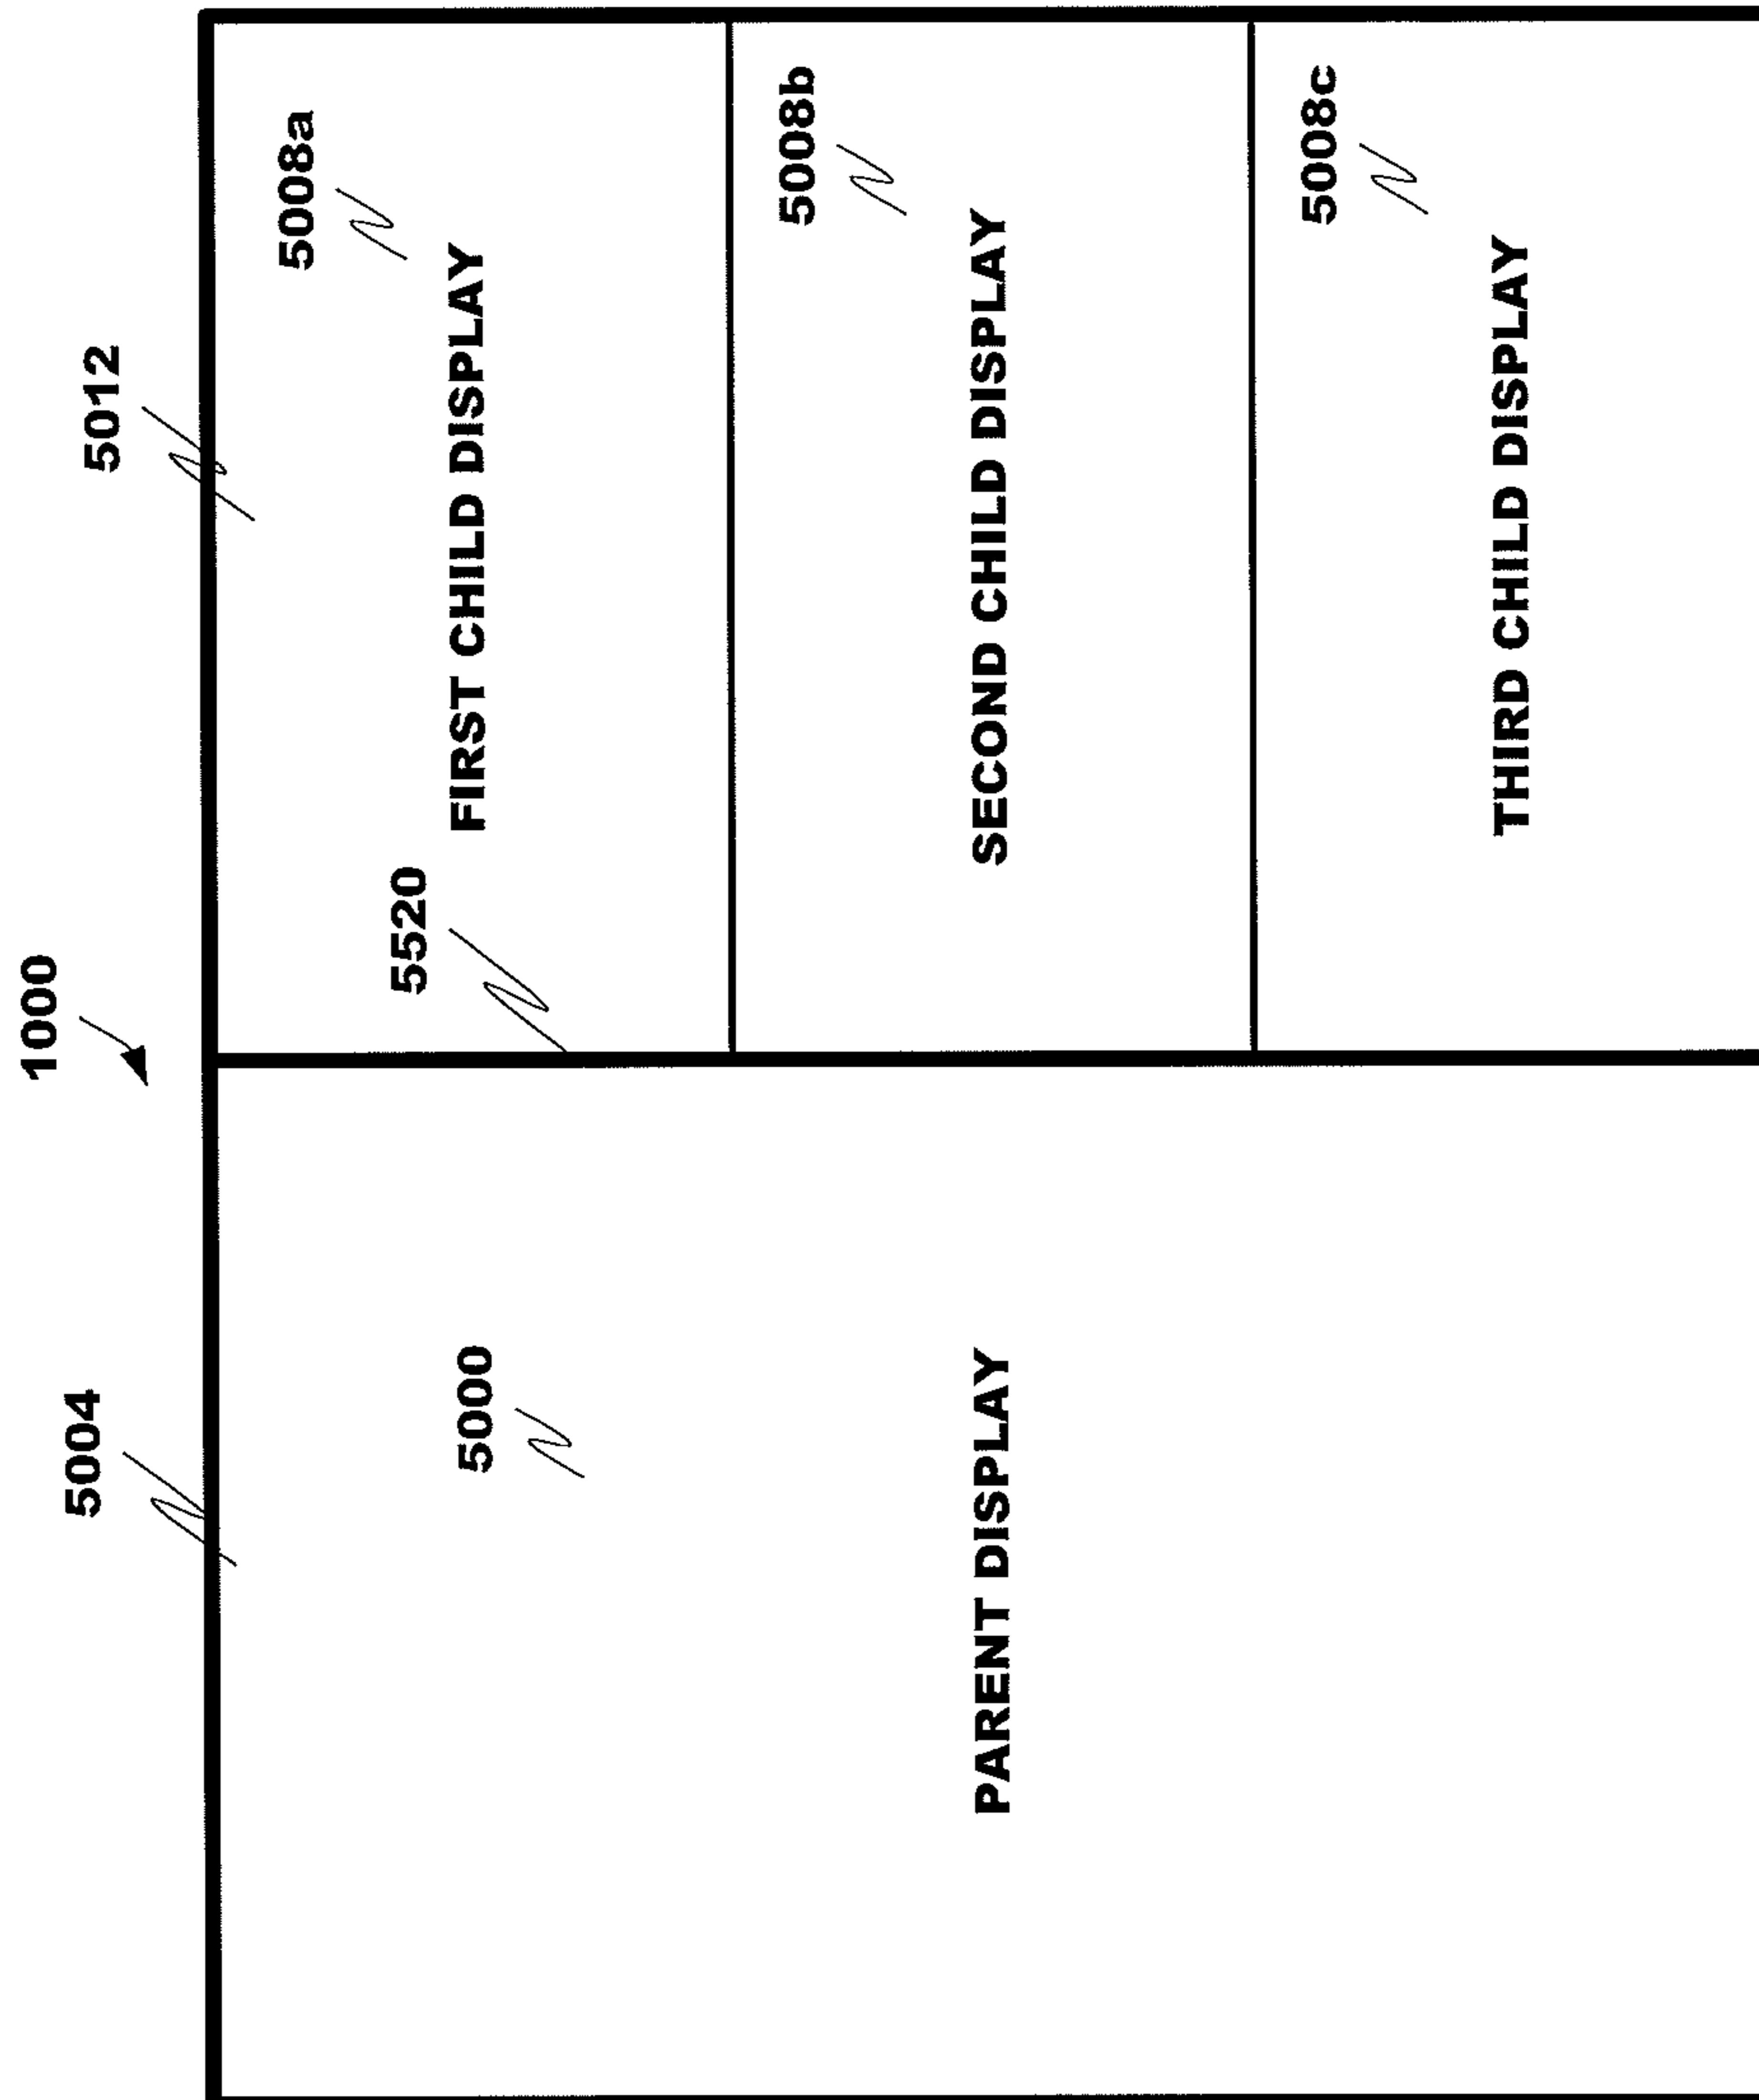 1000
5004
5012
5000
PARENT DISPLAY
5520
5008a
FIRST CHILD DISPLAY
5008b
SECOND CHILD DISPLAY
5008c
THIRD CHILD DISPLAY